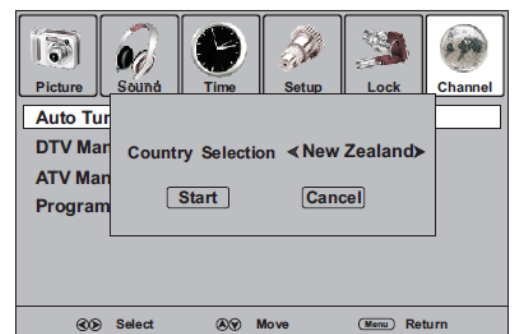 Picture Sound Time Setup Lock Channel
Auto Tun
DTV Man
ATV Man
Program
Country Selection New Zealand
Start Cancel
Select Move Menu Return